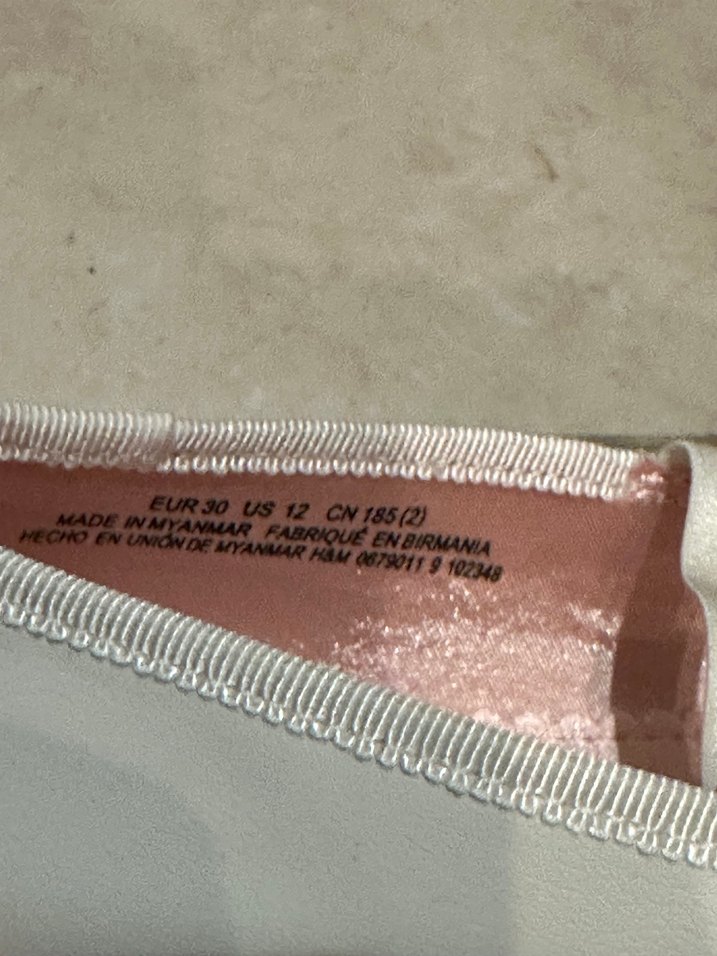 EUR 30 US 12 CN 185 (2)
MADE IN MYANMAR FABRIQUÉ EN BIRMANIA
HECHO EN UNIÓN DE MYANMAR H&M 0679011 9 102348